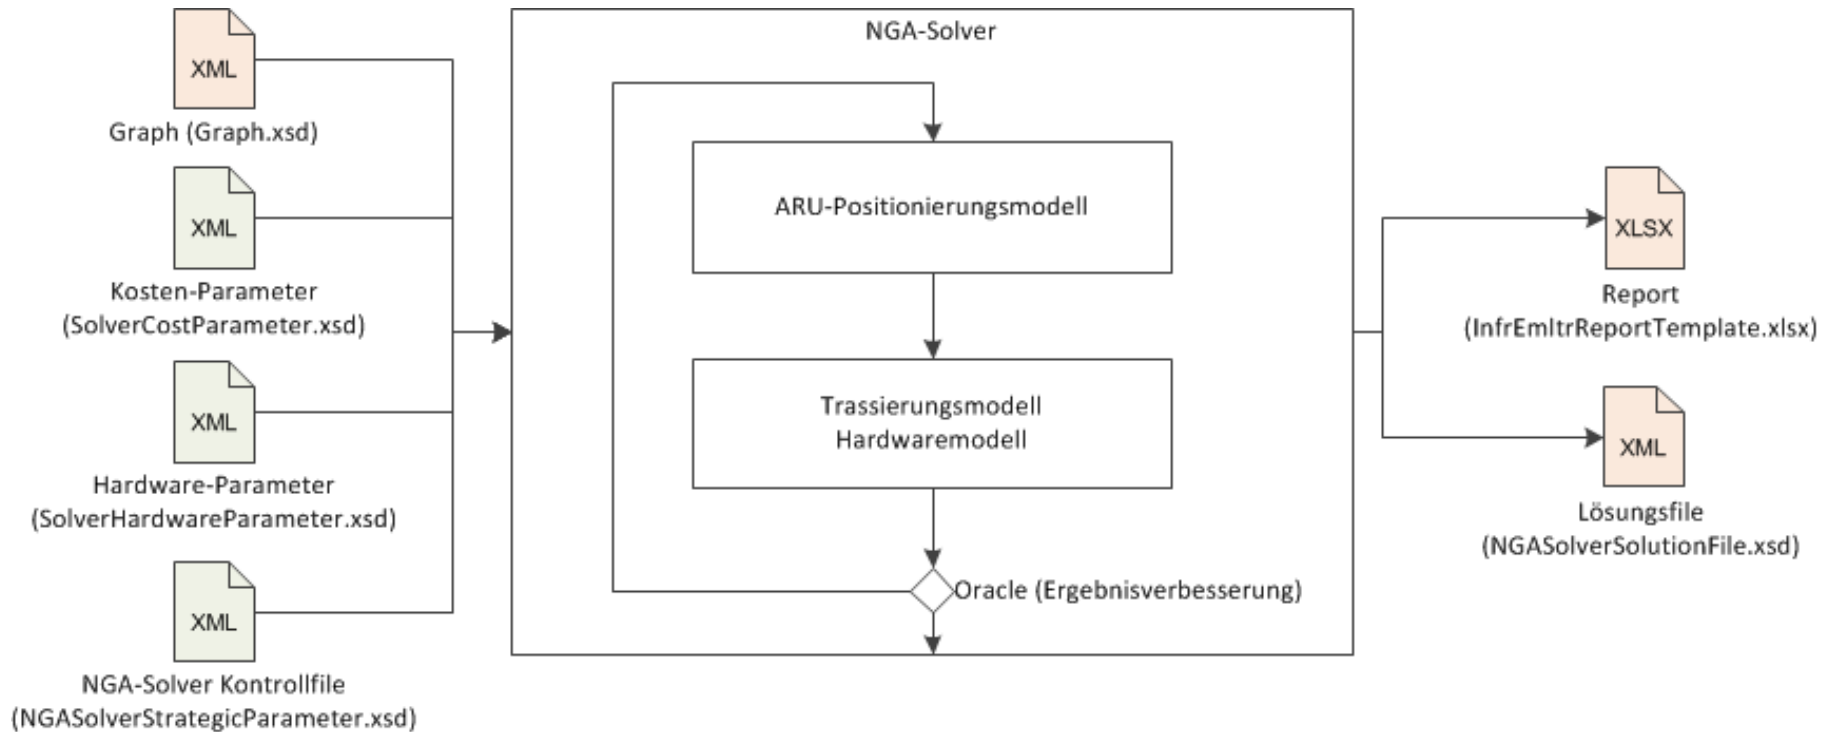 XML
Graph (Graph.xsd)
XML
Kosten-Parameter
(SolverCostParameter.xsd)
XML
Hardware-Parameter
(SolverHardwareParameter.xsd)
XML
NGA-Solver Kontrollfile
(NGASolverStrategicParameter.xsd)
NGA-Solver
ARU-Positionierungsmodell
Trassierungsmodell
Hardwaremodell
Oracle (Ergebnisverbesserung)
XLSX
Report
(InfrEmItrReportTemplate.xlsx)
XML
Lösungsfile
(NGASolverSolutionFile.xsd)